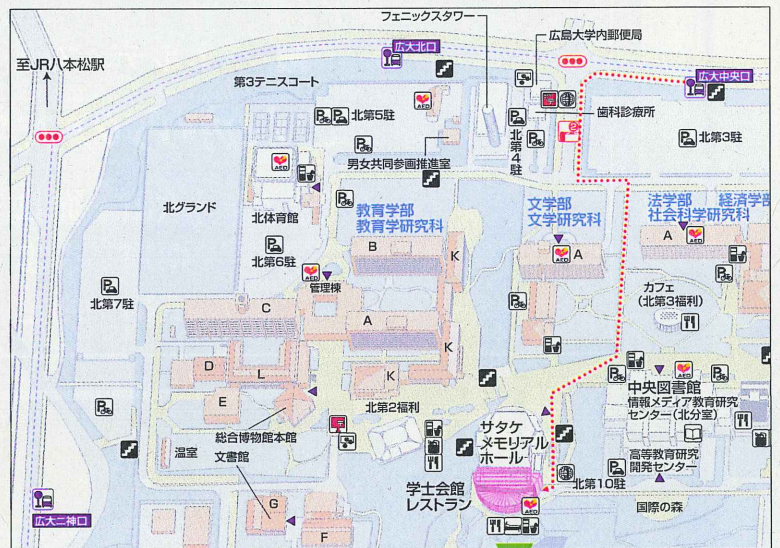 フェニックスタワー
広島大学内郵便局
広大北口
至JR八本松駅
広大中央口
第3テニスコート
北第5駐
AED
歯科診療所
北第4駐
北第3駐
男女共同参画推進室
AED
北グランド
北体育館
教育学部
教育学研究科
文学部
文学研究科
法学部
社会科学研究科
経済学部
A
AED
B
K
AED
A
北第6駐
AED
管理棟
北第7駐
カフェ
(北第3福利)
C
A
K
D
L
K
E
北第2福利
中央図書館
AED
情報メディア教育研究
センター(北分室)
総合博物館本館
文書館
温室
サタケ
メモリアル
ホール
高等教育研究
開発センター
北第10駐
学士会館
レストラン
AED
国際の森
広大二神口
G
F